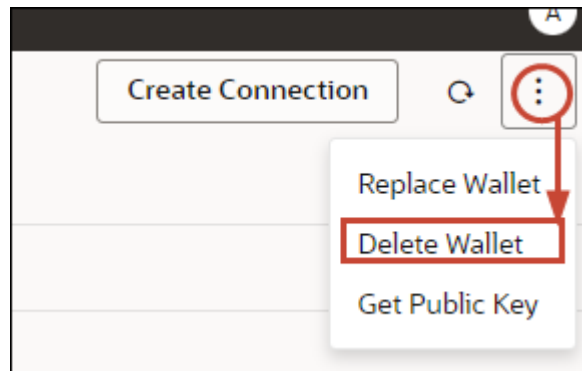 A
Create Connection
Replace Wallet
Delete Wallet
Get Public Key